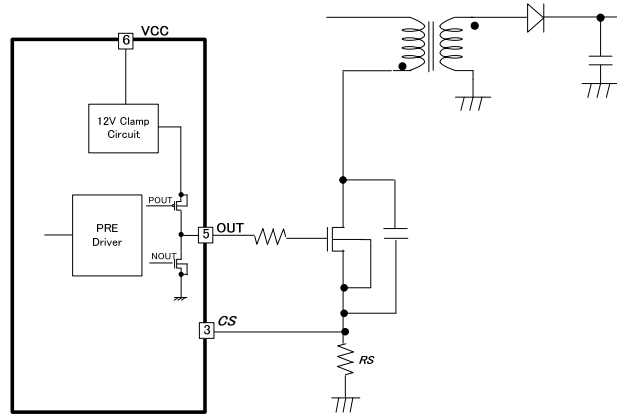 VCC
6
12V Clamp
Circuit
POUT
PRE
Driver
NOUT
5
OUT
3
CS
RS